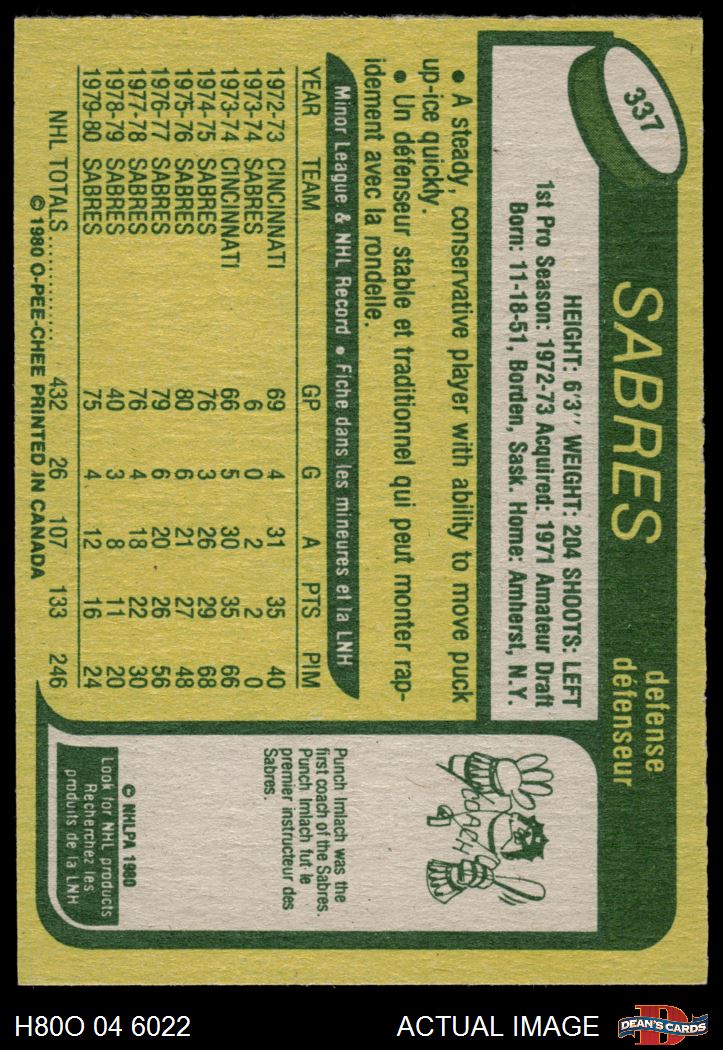 337
SABRES
defense
défenseur
HEIGHT: 6'3'' WEIGHT: 204 SHOOTS: LEFT
1st Pro Season: 1972-73 Acquired: 1971 Amateur Draft
Born: 11-18-51, Borden, Sask. Home: Amherst, N.Y.
• A steady, conservative player with ability to move puck
up-ice quickly.
• Un défenseur stable et traditionnel qui peut monter rap-
idement avec la rondelle.
Minor League & NHL Record • Fiche dans les mineures et la LNH
YEAR TEAM GP G A PTS PIM
1972-73 CINCINNATI 69 4 31 35 40
1973-74 SABRES 6 0 2 2 0
1973-74 CINCINNATI 66 5 30 35 66
1974-75 SABRES 76 3 26 29 68
1975-76 SABRES 80 6 21 27 48
1976-77 SABRES 79 6 20 26 56
1977-78 SABRES 76 4 18 22 30
1978-79 SABRES 40 3 8 11 20
1979-80 SABRES 75 4 12 16 24
NHL TOTALS.............. 432 26 107 133 246
© 1980 O-PEE-CHEE PRINTED IN CANADA
COACH
Punch Imlach was the
first coach of the Sabres.
Punch Imlach fut le
premier instructeur des
Sabres.
© NHLPA 1980
Look for NHL products
Recherchez les
produits de la LNH
H80O 04 6022
ACTUAL IMAGE
D
DEAN'S CARDS